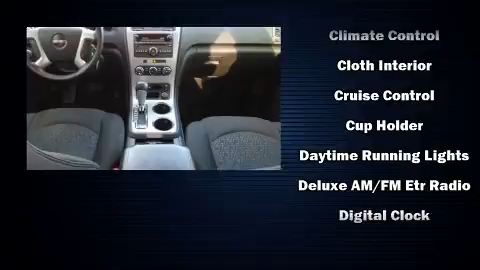 Climate Control
Cloth Interior
Cruise Control
Cup Holder
Daytime Running Lights
Deluxe AM/FM Etr Radio
Digital Clock